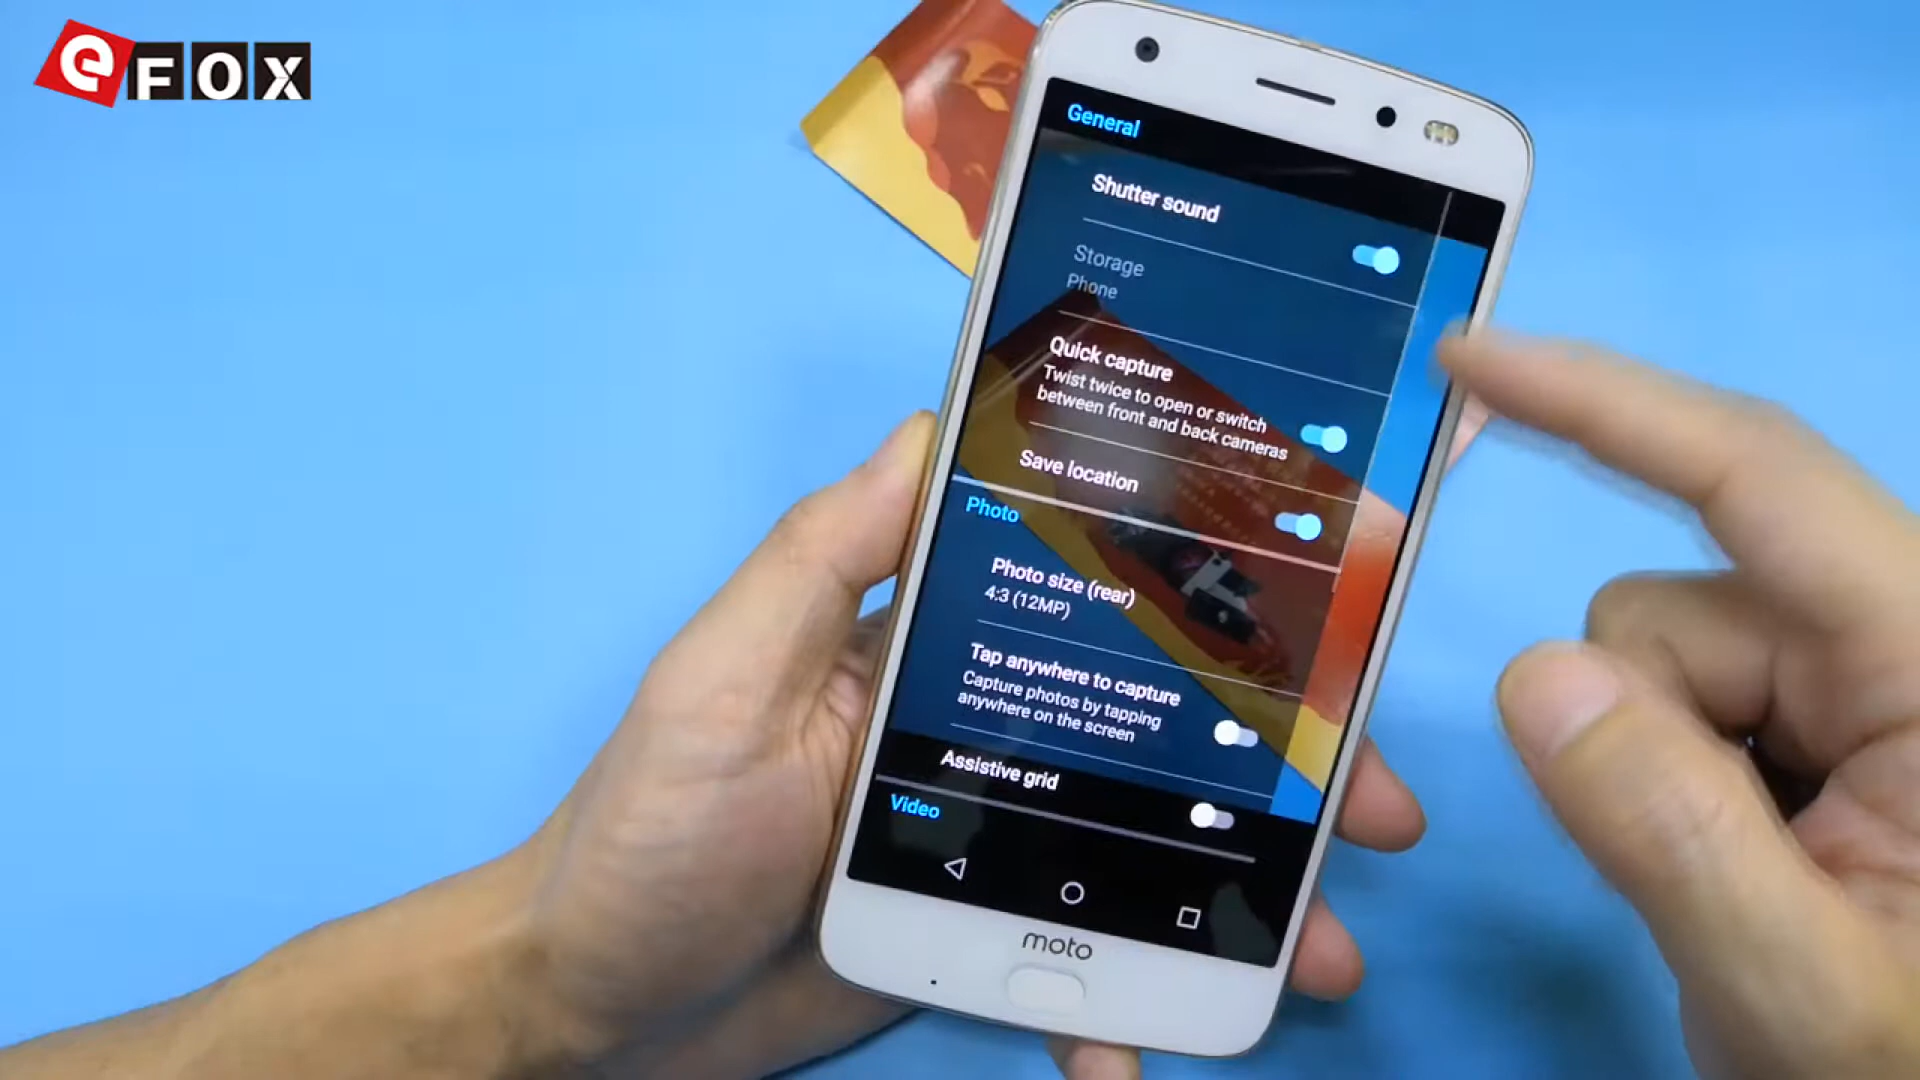 eFOX
General
Shutter sound
Storage
Phone
Quick capture
Twist twice to open or switch
between front and back cameras
Save location
Photo
Photo size (rear)
4:3 (12MP)
Tap anywhere to capture
Capture photos by tapping
anywhere on the screen
Assistive grid
Video
moto